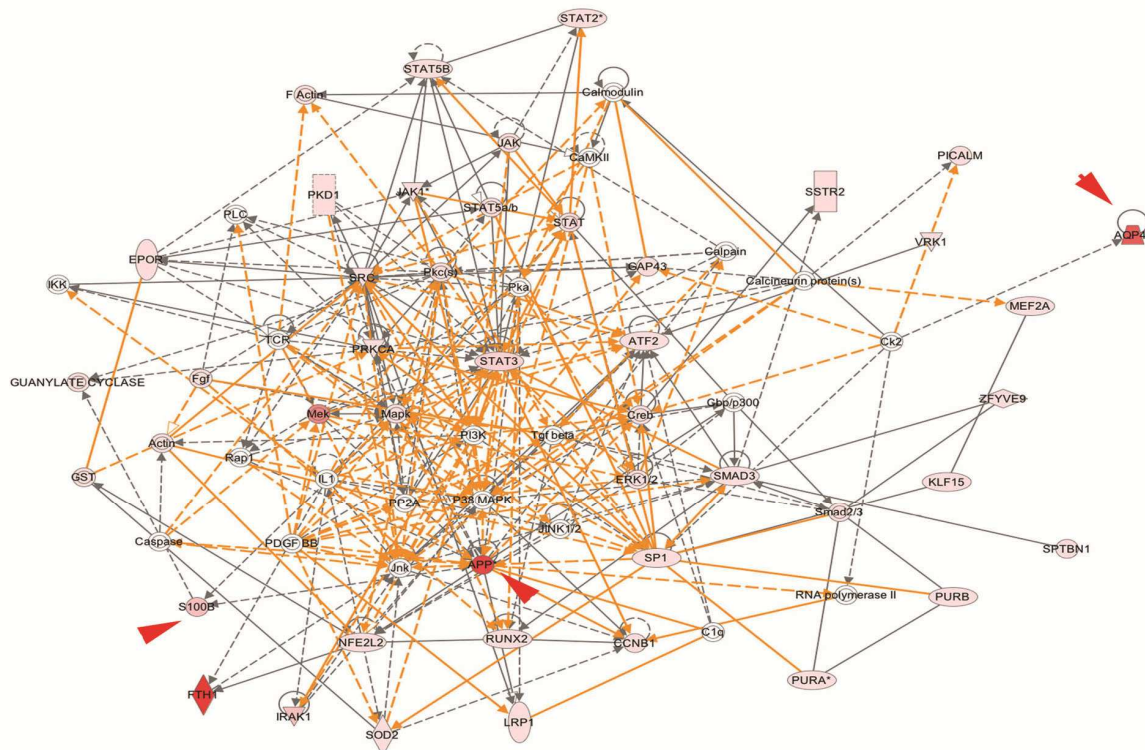 STAT2*
STAT5B
F Actin
Calmodulin
JAK
CaMKII
PICALM
PKD1
JAK1*
SSTR2
PLC
STAT5a/b
STAT
AQP4
VRK1
EPOR
Calpain
SRC
Pkc(s)
GAP43
IKK
Pka
Calcineurin protein(s)
MEF2A
TCR
PRKCA
ATF2
Ck2
STAT3
GUANYLATE CYCLASE
Fgf
ZFYVE9
Mek
Mapk
Creb
Cbp/p300
PI3K
Tgf beta
Actin
Rap1
GST
IL1
ERK1/2
SMAD3
KLF15
PP2A
P38 MAPK
Smad2/3
JINK1/2
Caspase
PDGF BB
SPTBN1
SP1
Jnk
APP*
RNA polymerase II
PURB
S100B
C1q
NFE2L2
RUNX2
CCNB1
PURA*
FTH1
IRAK1
LRP1
SOD2